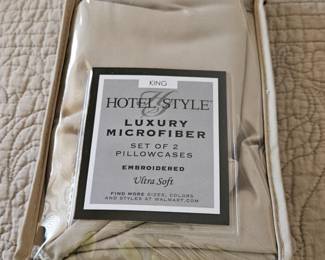 KING
HOTEL STYLE™
LUXURY
MICROFIBER
SET OF 2
PILLOWCASES
EMBROIDERED
Ultra Soft
FIND MORE SIZES, COLORS
AND STYLES AT WALMART.COM